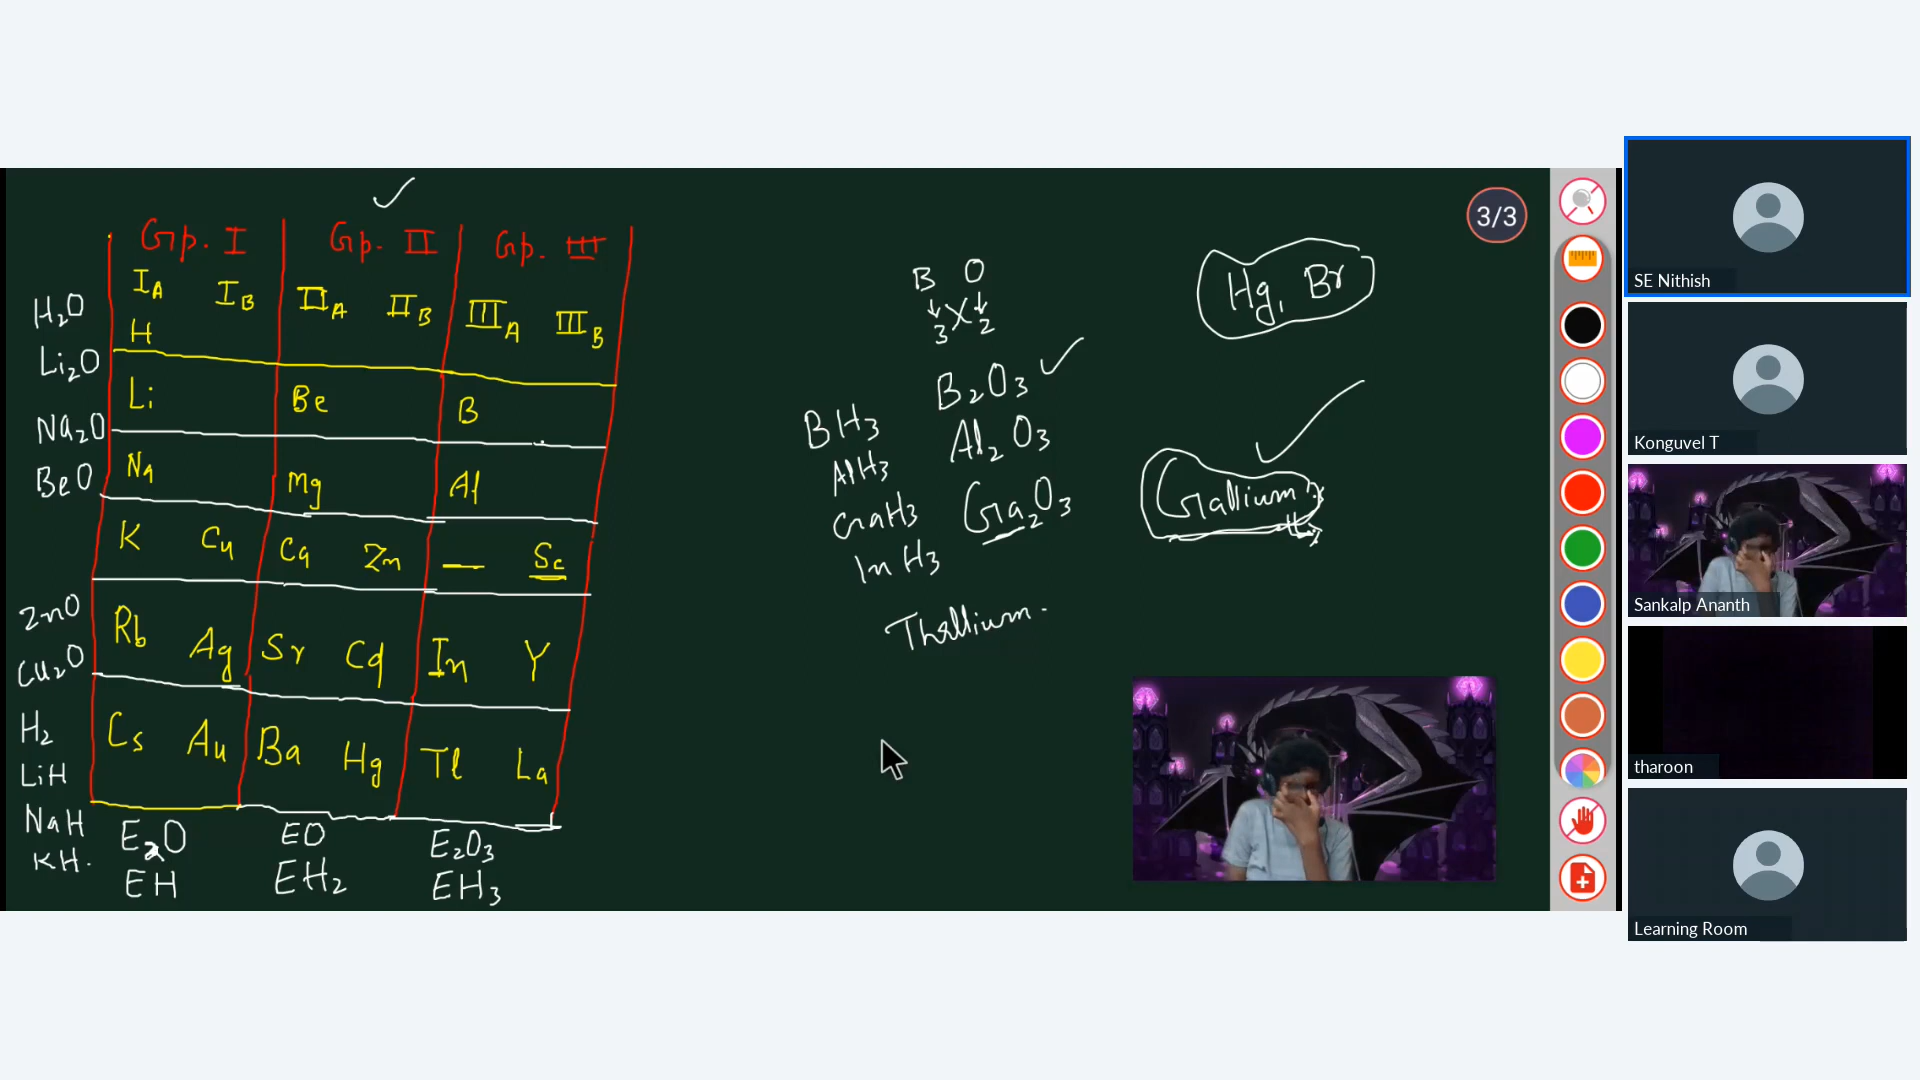 Gp. I Gp. II Gp. III
IA IB IIA IIB IIIA IIIB
H
Li Be B
Na Mg Al
K Cu Ca Zn — Sc
Rb Ag Sr Cd In Y
Cs Au Ba Hg Tl La
E₂O EO E₂O₃
EH EH₂ EH₃
H₂O
Li₂O
Na₂O
BeO
ZnO
Cu₂O
H₂
LiH
NaH
KH.
B O
3 2
B₂O₃
Al₂O₃
Ga₂O₃
BH₃
AlH₃
GaH₃
InH₃
Thallium.
Hg, Br
Gallium
3/3
SE Nithish
Konguvel T
Sankalp Ananth
tharoon
Learning Room